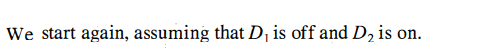 We start again, assuming that D₁ is off and D₂ is on.